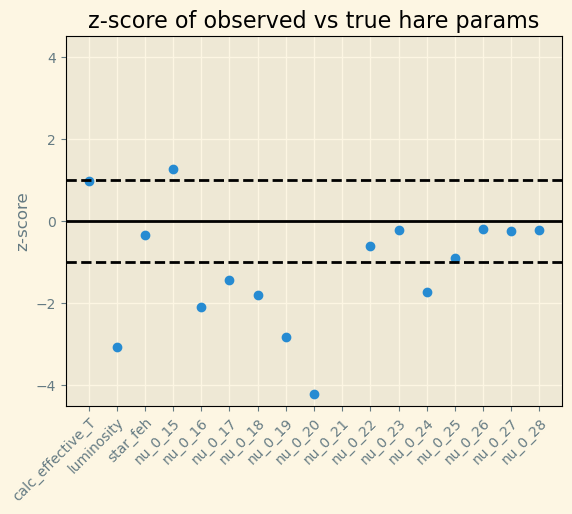 z-score of observed vs true hare params
z-score
4
2
0
−2
−4
calc_effective_T
luminosity
star_feh
nu_0_15
nu_0_16
nu_0_17
nu_0_18
nu_0_19
nu_0_20
nu_0_21
nu_0_22
nu_0_23
nu_0_24
nu_0_25
nu_0_26
nu_0_27
nu_0_28